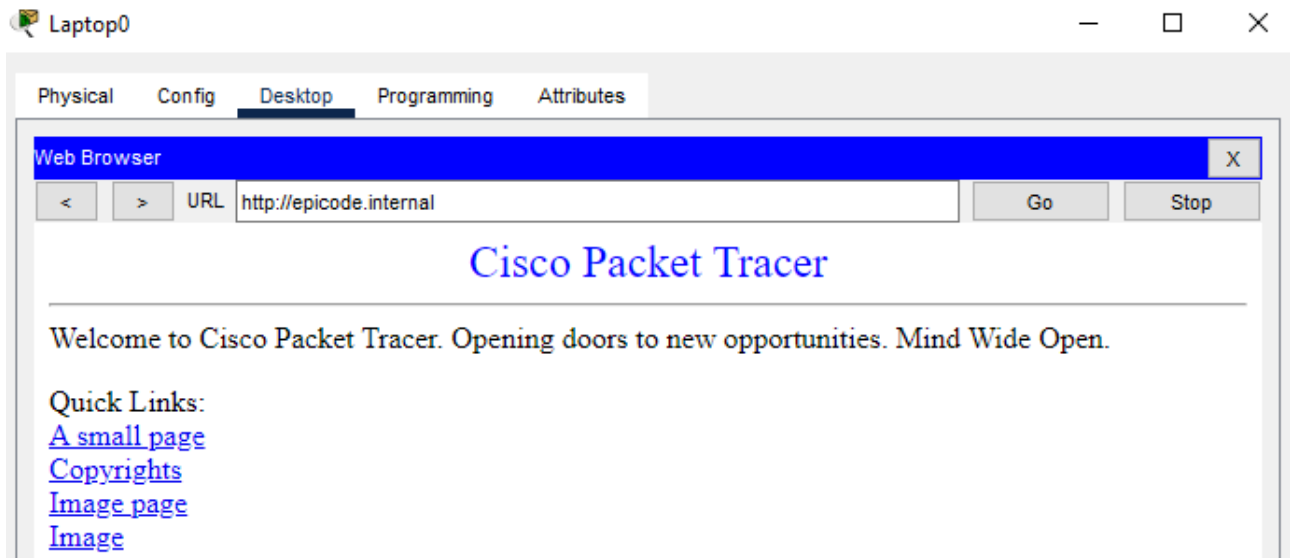 Laptop0
Physical Config Desktop Programming Attributes
Web Browser X
< > URL http://epicode.internal Go Stop
Cisco Packet Tracer
Welcome to Cisco Packet Tracer. Opening doors to new opportunities. Mind Wide Open.
Quick Links:
A small page
Copyrights
Image page
Image